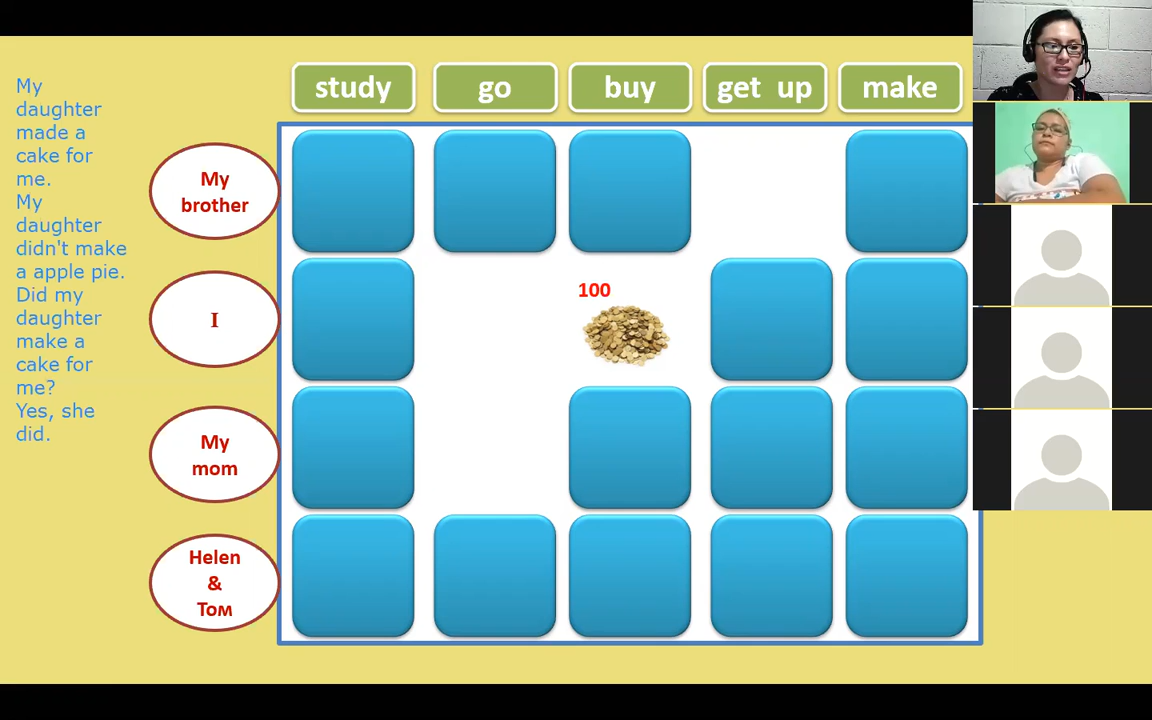 My
daughter
made a
cake for
me.
My
daughter
didn't make
a apple pie.
Did my
daughter
make a
cake for
me?
Yes, she
did.
study go buy get up make
My
brother
I
100
My
mom
Helen
&
Tom